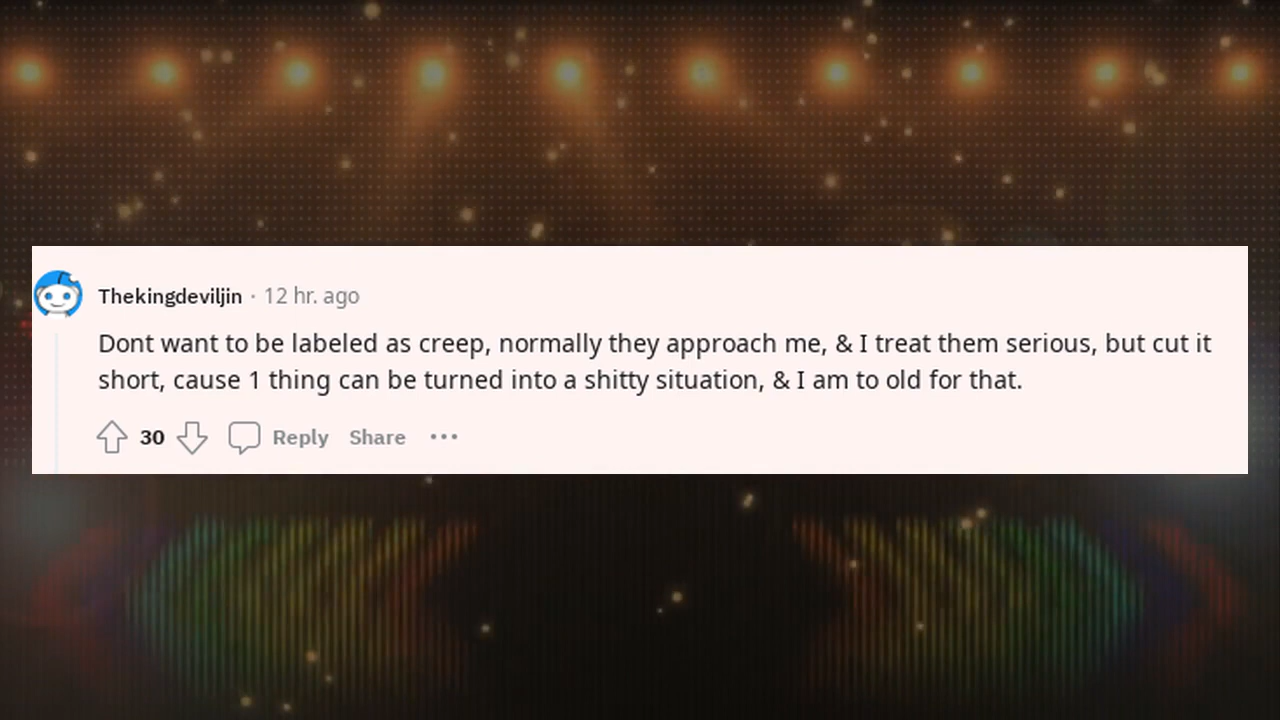 Thekingdeviljin · 12 hr. ago
Dont want to be labeled as creep, normally they approach me, & I treat them serious, but cut it
short, cause 1 thing can be turned into a shitty situation, & I am to old for that.
30 Reply Share ···